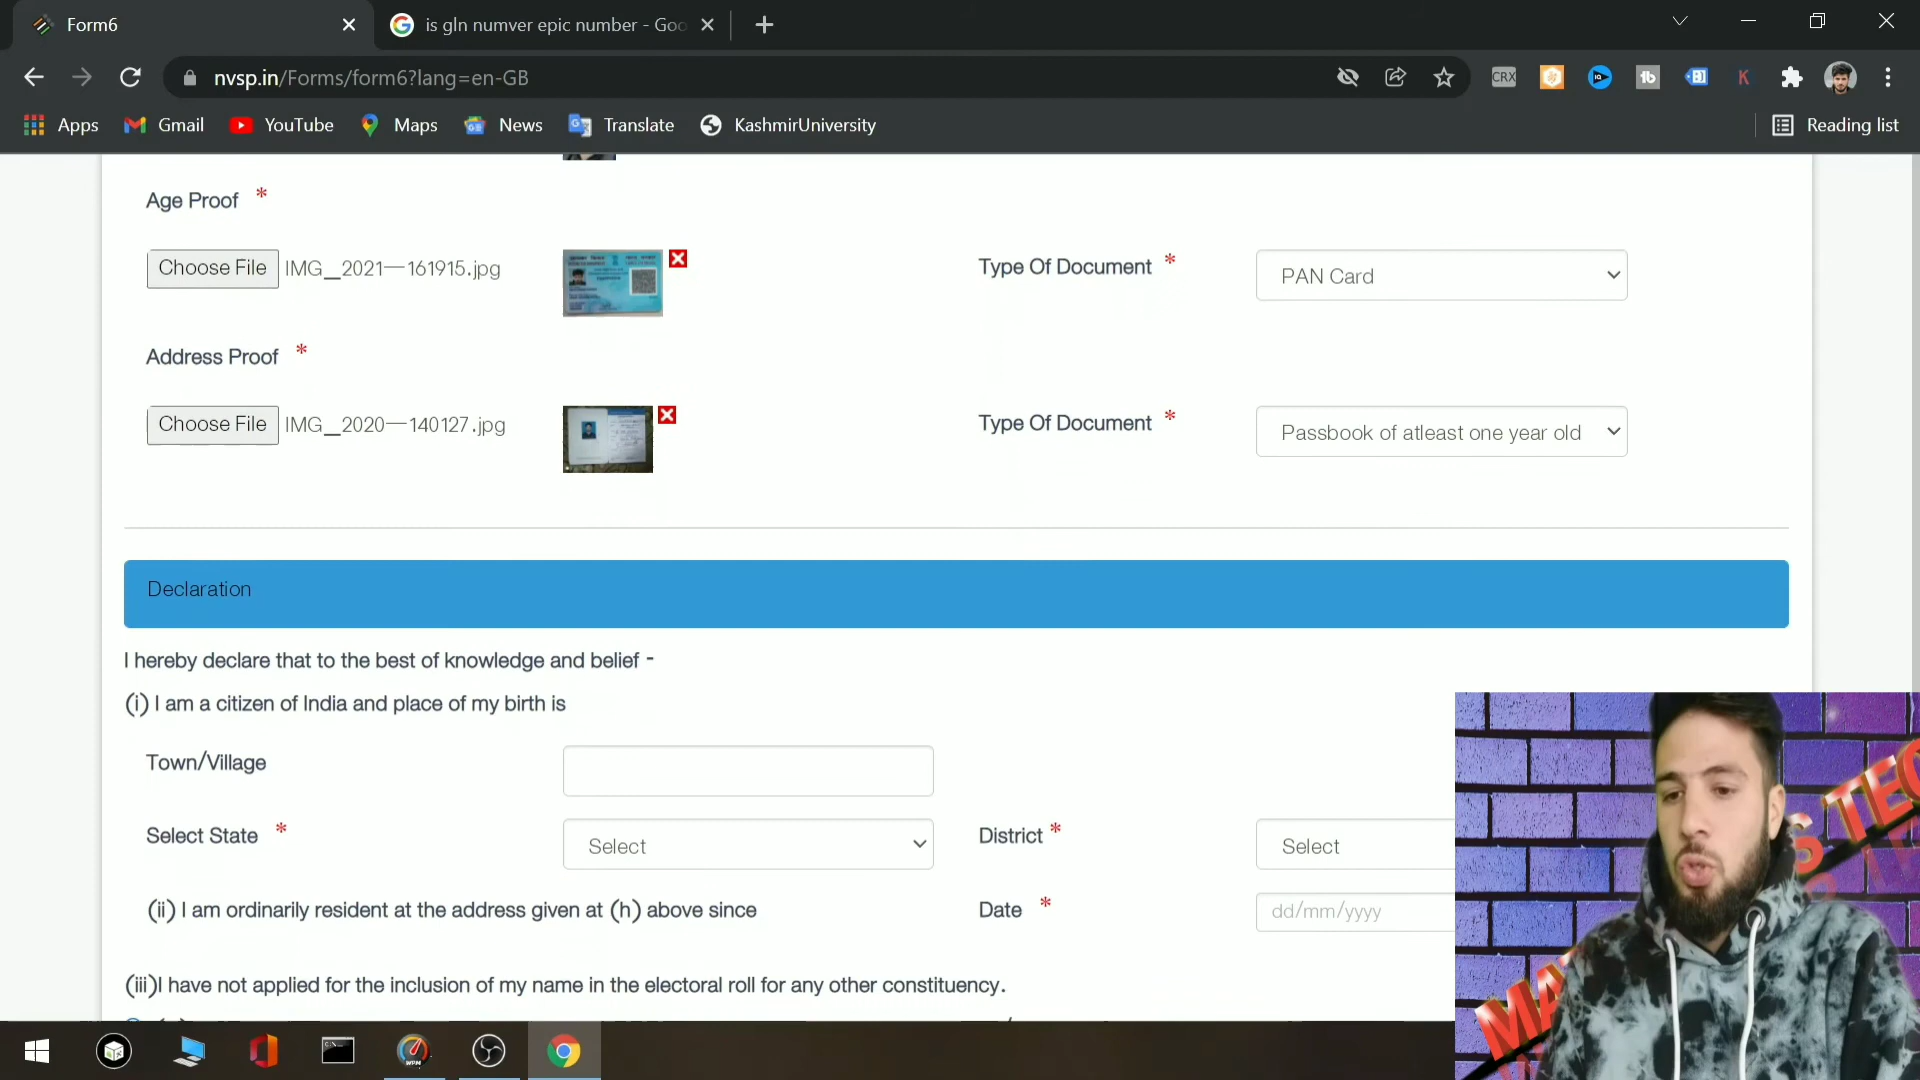 Form6
is gln numver epic number - Goo
nvsp.in/Forms/form6?lang=en-GB
CRX
Apps
Gmail
YouTube
Maps
News
Translate
KashmirUniversity
Reading list
Age Proof *
Choose File IMG_2021—161915.jpg
Type Of Document *
PAN Card
Address Proof *
Choose File IMG_2020—140127.jpg
Type Of Document *
Passbook of atleast one year old
Declaration
I hereby declare that to the best of knowledge and belief -
(i) I am a citizen of India and place of my birth is
Town/Village
Select State *
Select
District *
Select
(ii) I am ordinarily resident at the address given at (h) above since
Date *
dd/mm/yyyy
(iii)I have not applied for the inclusion of my name in the electoral roll for any other constituency.